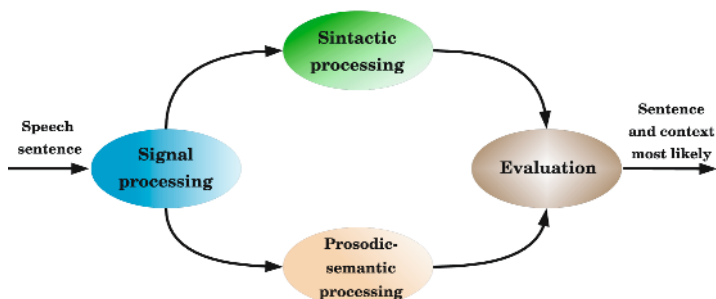 Speech
sentence
Signal
processing
Sintactic
processing
Prosodic-
semantic
processing
Evaluation
Sentence
and context
most likely